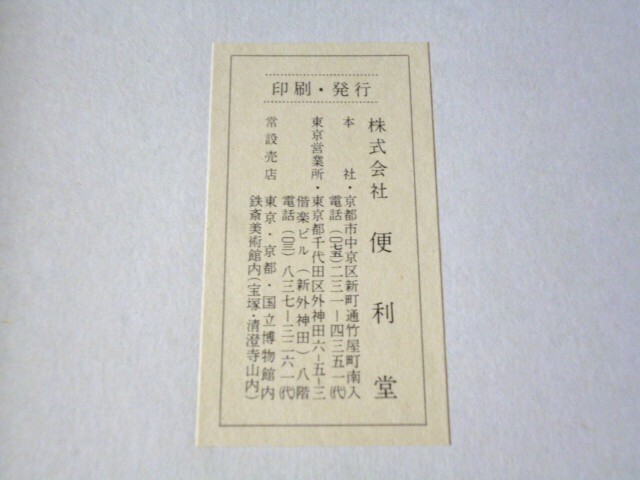 印刷・発行
株式会社 便利堂
本社・京都市中京区新町通竹屋町南入
電話(〇七五)二三一―四三五一㈹
東京営業所・東京都千代田区外神田六―五―三
偕楽ビル(新外神田)八階
電話(〇三)八三七―三二六一㈹
常設売店 東京・京都・国立博物館内
鉄斎美術館内(宝塚・清澄寺山内)